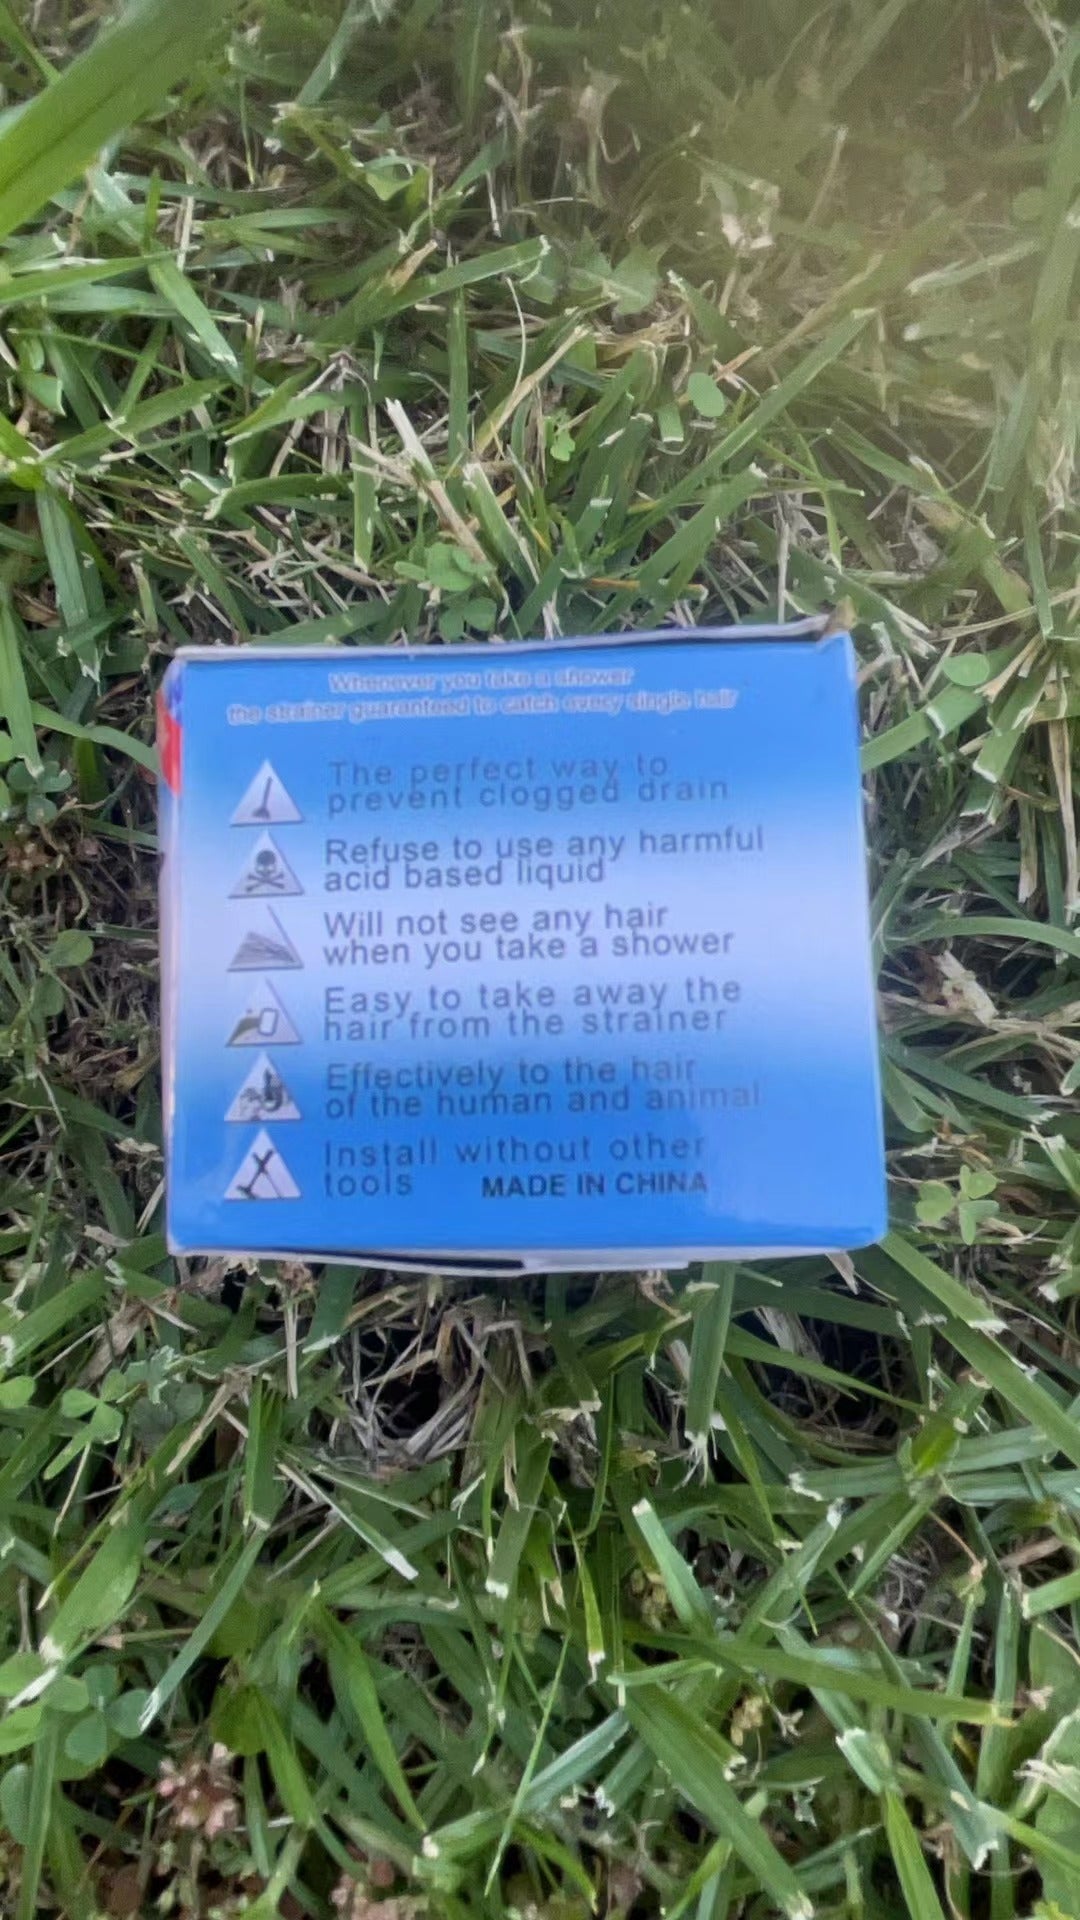 Whenever you take a shower
the strainer guaranteed to catch every single hair
The perfect way to
prevent clogged drain
Refuse to use any harmful
acid based liquid
Will not see any hair
when you take a shower
Easy to take away the
hair from the strainer
Effectively to the hair
of the human and animal
Install without other
tools MADE IN CHINA